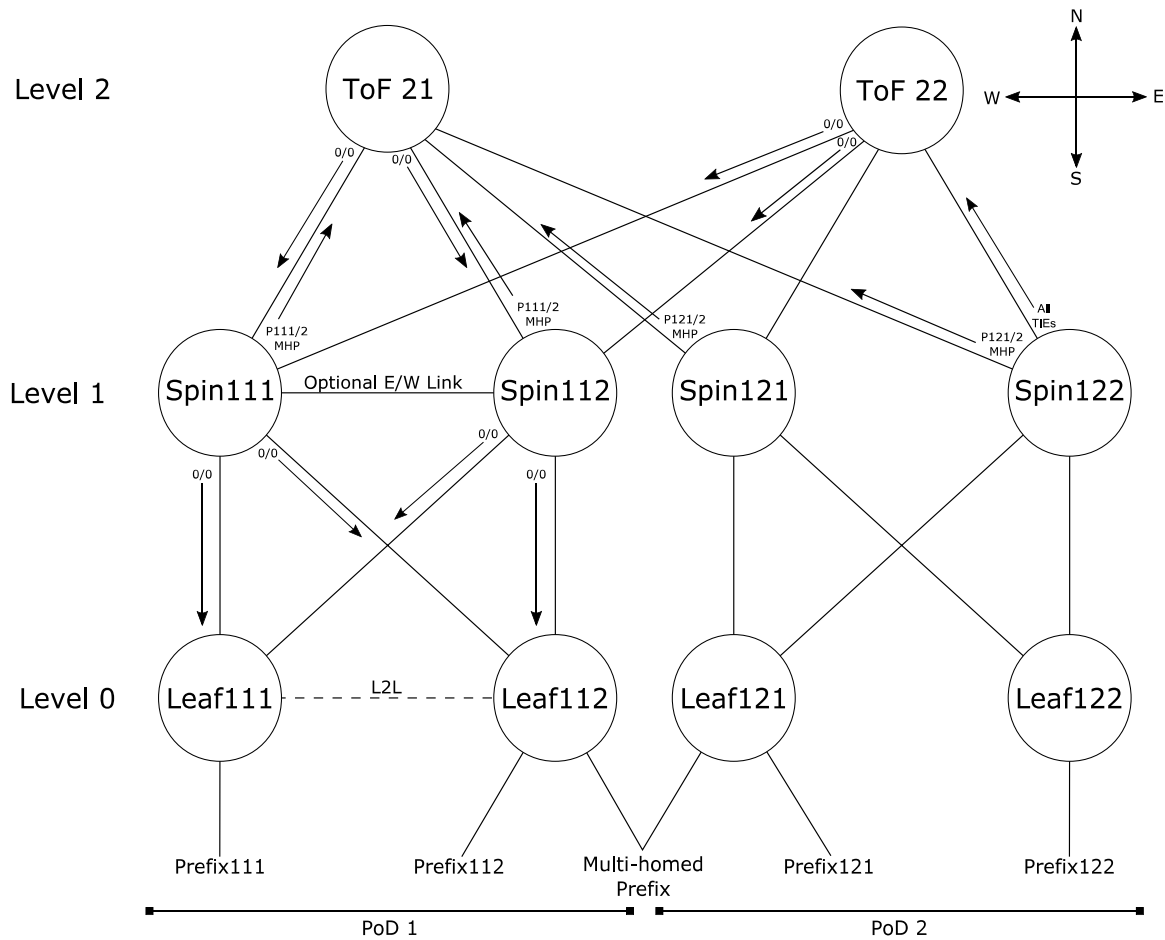 N
Level 2
ToF 21
ToF 22
W
E
S
0/0
0/0
0/0
0/0
P111/2
MHP
P111/2
MHP
P121/2
MHP
P121/2
MHP
All
TIEs
Level 1
Spin111
Optional E/W Link
Spin112
Spin121
Spin122
0/0
0/0
0/0
0/0
Level 0
Leaf111
L2L
Leaf112
Leaf121
Leaf122
Prefix111
Prefix112
Multi-homed
Prefix
Prefix121
Prefix122
PoD 1
PoD 2